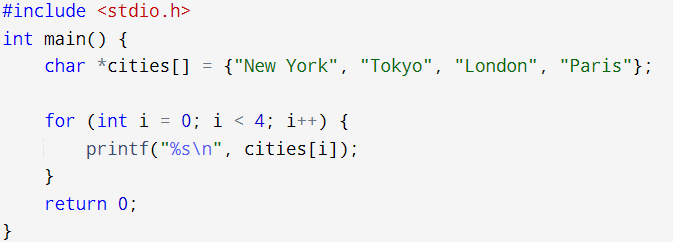 #include <stdio.h>
int main() {
    char *cities[] = {"New York", "Tokyo", "London", "Paris"};

    for (int i = 0; i < 4; i++) {
        printf("%s\n", cities[i]);
    }
    return 0;
}